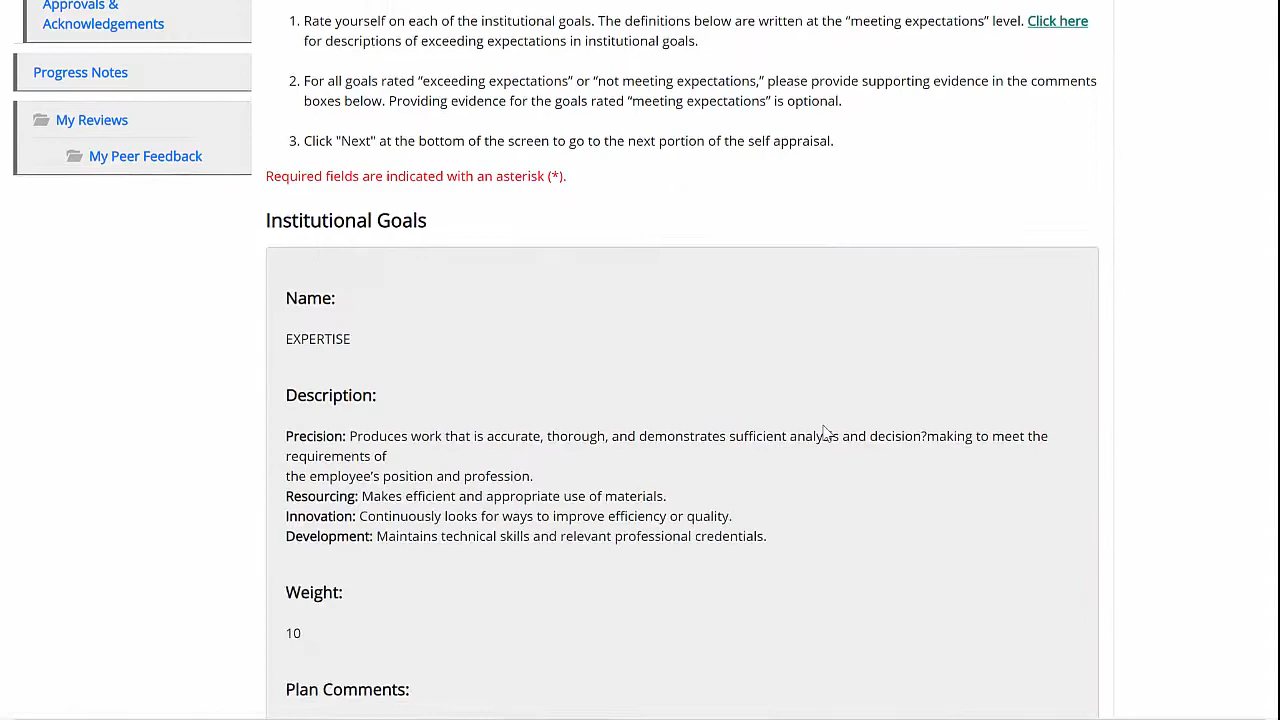 Approvals &
Acknowledgements
Progress Notes
My Reviews
My Peer Feedback
1. Rate yourself on each of the institutional goals. The definitions below are written at the “meeting expectations” level. Click here
for descriptions of exceeding expectations in institutional goals.
2. For all goals rated “exceeding expectations” or “not meeting expectations,” please provide supporting evidence in the comments
boxes below. Providing evidence for the goals rated “meeting expectations” is optional.
3. Click "Next" at the bottom of the screen to go to the next portion of the self appraisal.
Required fields are indicated with an asterisk (*).
Institutional Goals
Name:
EXPERTISE
Description:
Precision: Produces work that is accurate, thorough, and demonstrates sufficient analysis and decision?making to meet the
requirements of
the employee’s position and profession.
Resourcing: Makes efficient and appropriate use of materials.
Innovation: Continuously looks for ways to improve efficiency or quality.
Development: Maintains technical skills and relevant professional credentials.
Weight:
10
Plan Comments: